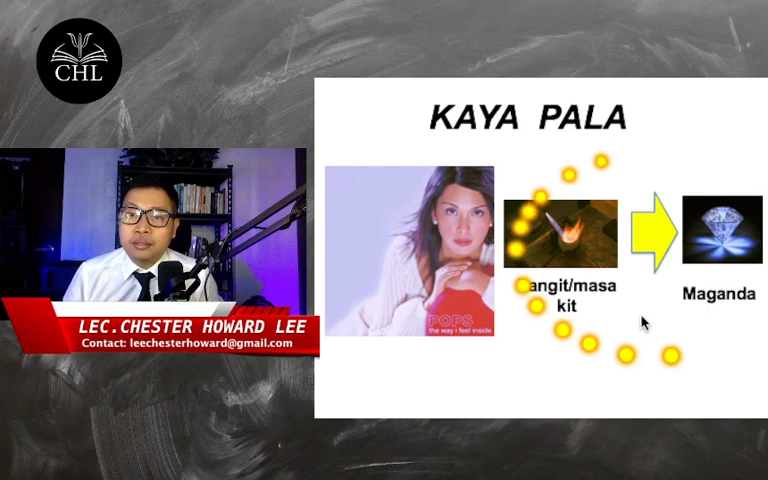 CHL
KAYA PALA
POPS
the way i feel inside
angit/masa
kit
Maganda
LEC.CHESTER HOWARD LEE
Contact: leechesterhoward@gmail.com